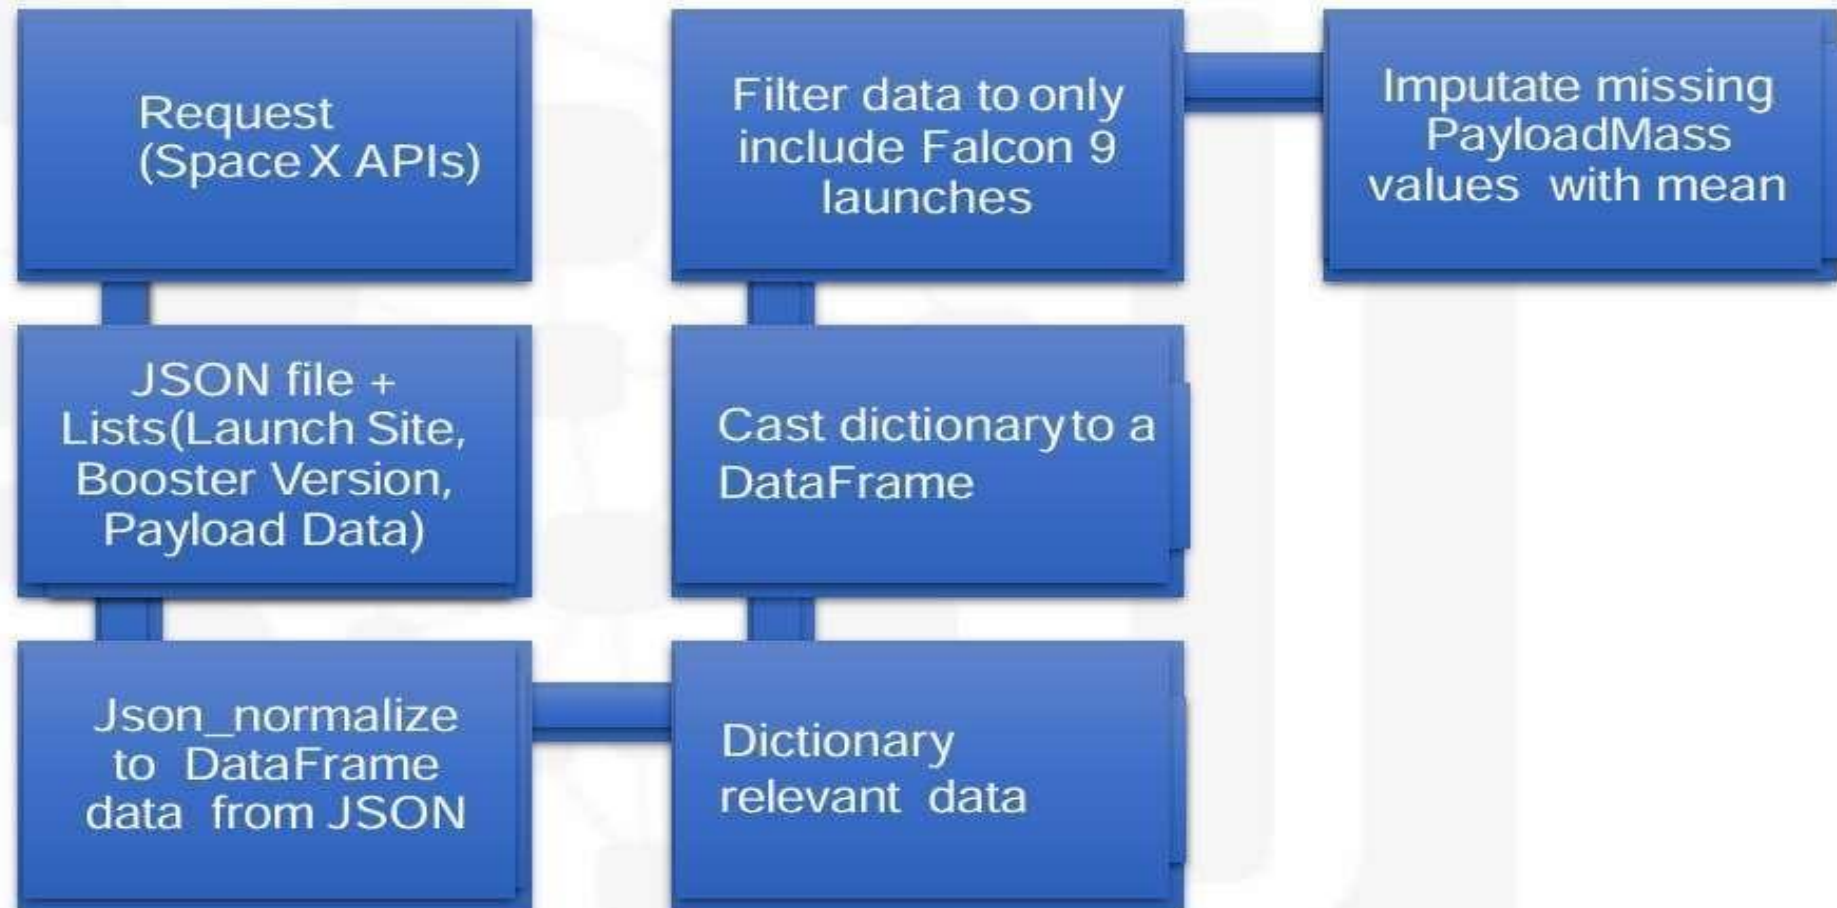 Request
(Space X APIs)
JSON file +
Lists(Launch Site,
Booster Version,
Payload Data)
Json_normalize
to DataFrame
data from JSON
Filter data to only
include Falcon 9
launches
Cast dictionary to a
DataFrame
Dictionary
relevant data
Imputate missing
PayloadMass
values with mean